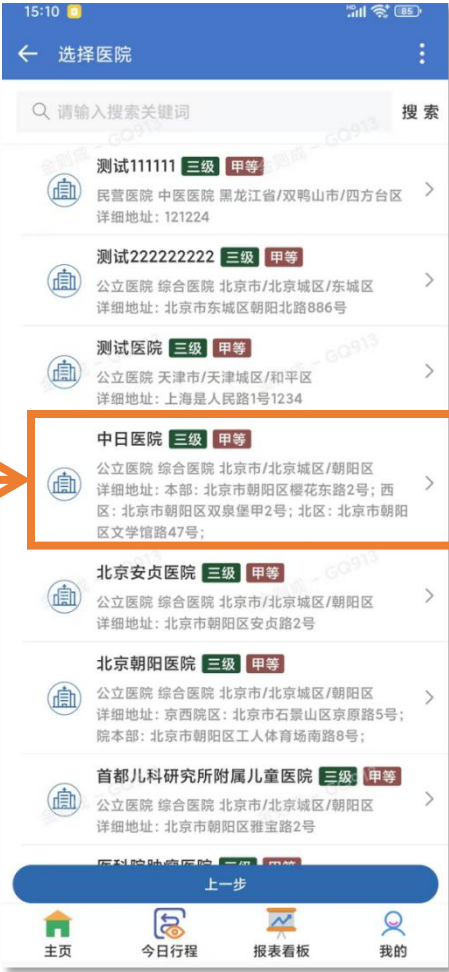 15:10
85
选择医院
请输入搜索关键词 搜索
测试111111 三级 甲等
民营医院 中医医院 黑龙江省/双鸭山市/四方台区
详细地址: 121224
测试222222222 三级 甲等
公立医院 综合医院 北京市/北京城区/东城区
详细地址: 北京市东城区朝阳北路886号
测试医院 三级 甲等
公立医院 天津市/天津城区/和平区
详细地址: 上海是人民路1号1234
中日医院 三级 甲等
公立医院 综合医院 北京市/北京城区/朝阳区
详细地址: 本部: 北京市朝阳区樱花东路2号; 西
区: 北京市朝阳区双泉堡甲2号; 北区: 北京市朝阳
区文学馆路47号;
北京安贞医院 三级 甲等
公立医院 综合医院 北京市/北京城区/朝阳区
详细地址: 北京市朝阳区安贞路2号
北京朝阳医院 三级 甲等
公立医院 综合医院 北京市/北京城区/朝阳区
详细地址: 京西院区: 北京市石景山区京原路5号;
院本部: 北京市朝阳区工人体育场南路8号;
首都儿科研究所附属儿童医院 三级 甲等
公立医院 综合医院 北京市/北京城区/朝阳区
详细地址: 北京市朝阳区雅宝路2号
上一步
主页 今日行程 报表看板 我的